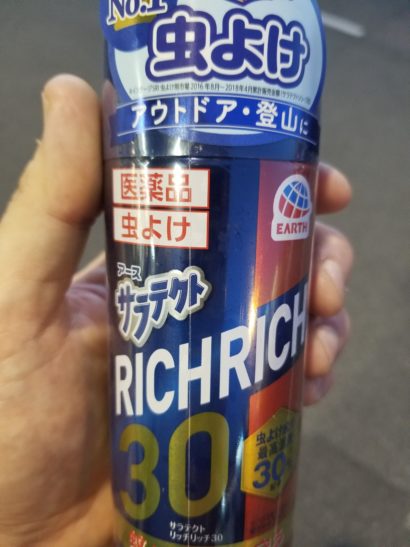 No.1
虫よけ
アウトドア・登山に
医薬品
虫よけ
EARTH
アース
サラテクト
RICHRICH
30
虫よけ
最高濃度
30
サラテクト
リッチリッチ30